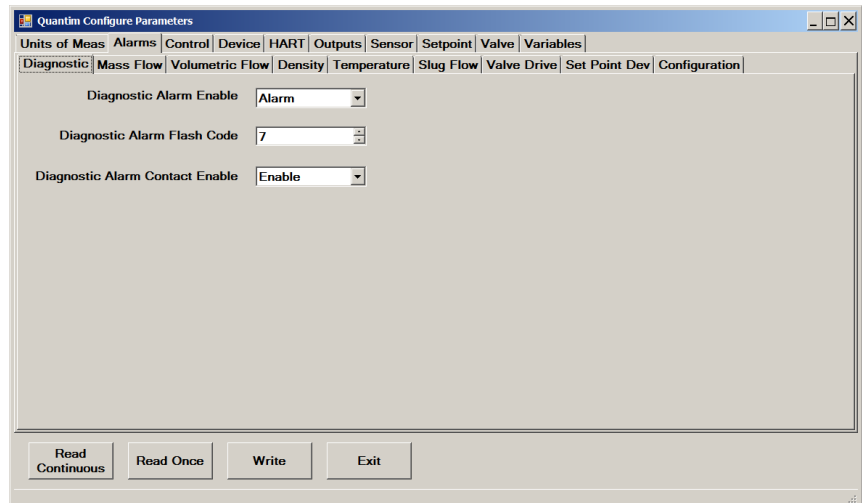 Quantim Configure Parameters
Units of Meas Alarms Control Device HART Outputs Sensor Setpoint Valve Variables
Diagnostic Mass Flow Volumetric Flow Density Temperature Slug Flow Valve Drive Set Point Dev Configuration
Diagnostic Alarm Enable Alarm
Diagnostic Alarm Flash Code 7
Diagnostic Alarm Contact Enable Enable
Read
Continuous Read Once Write Exit